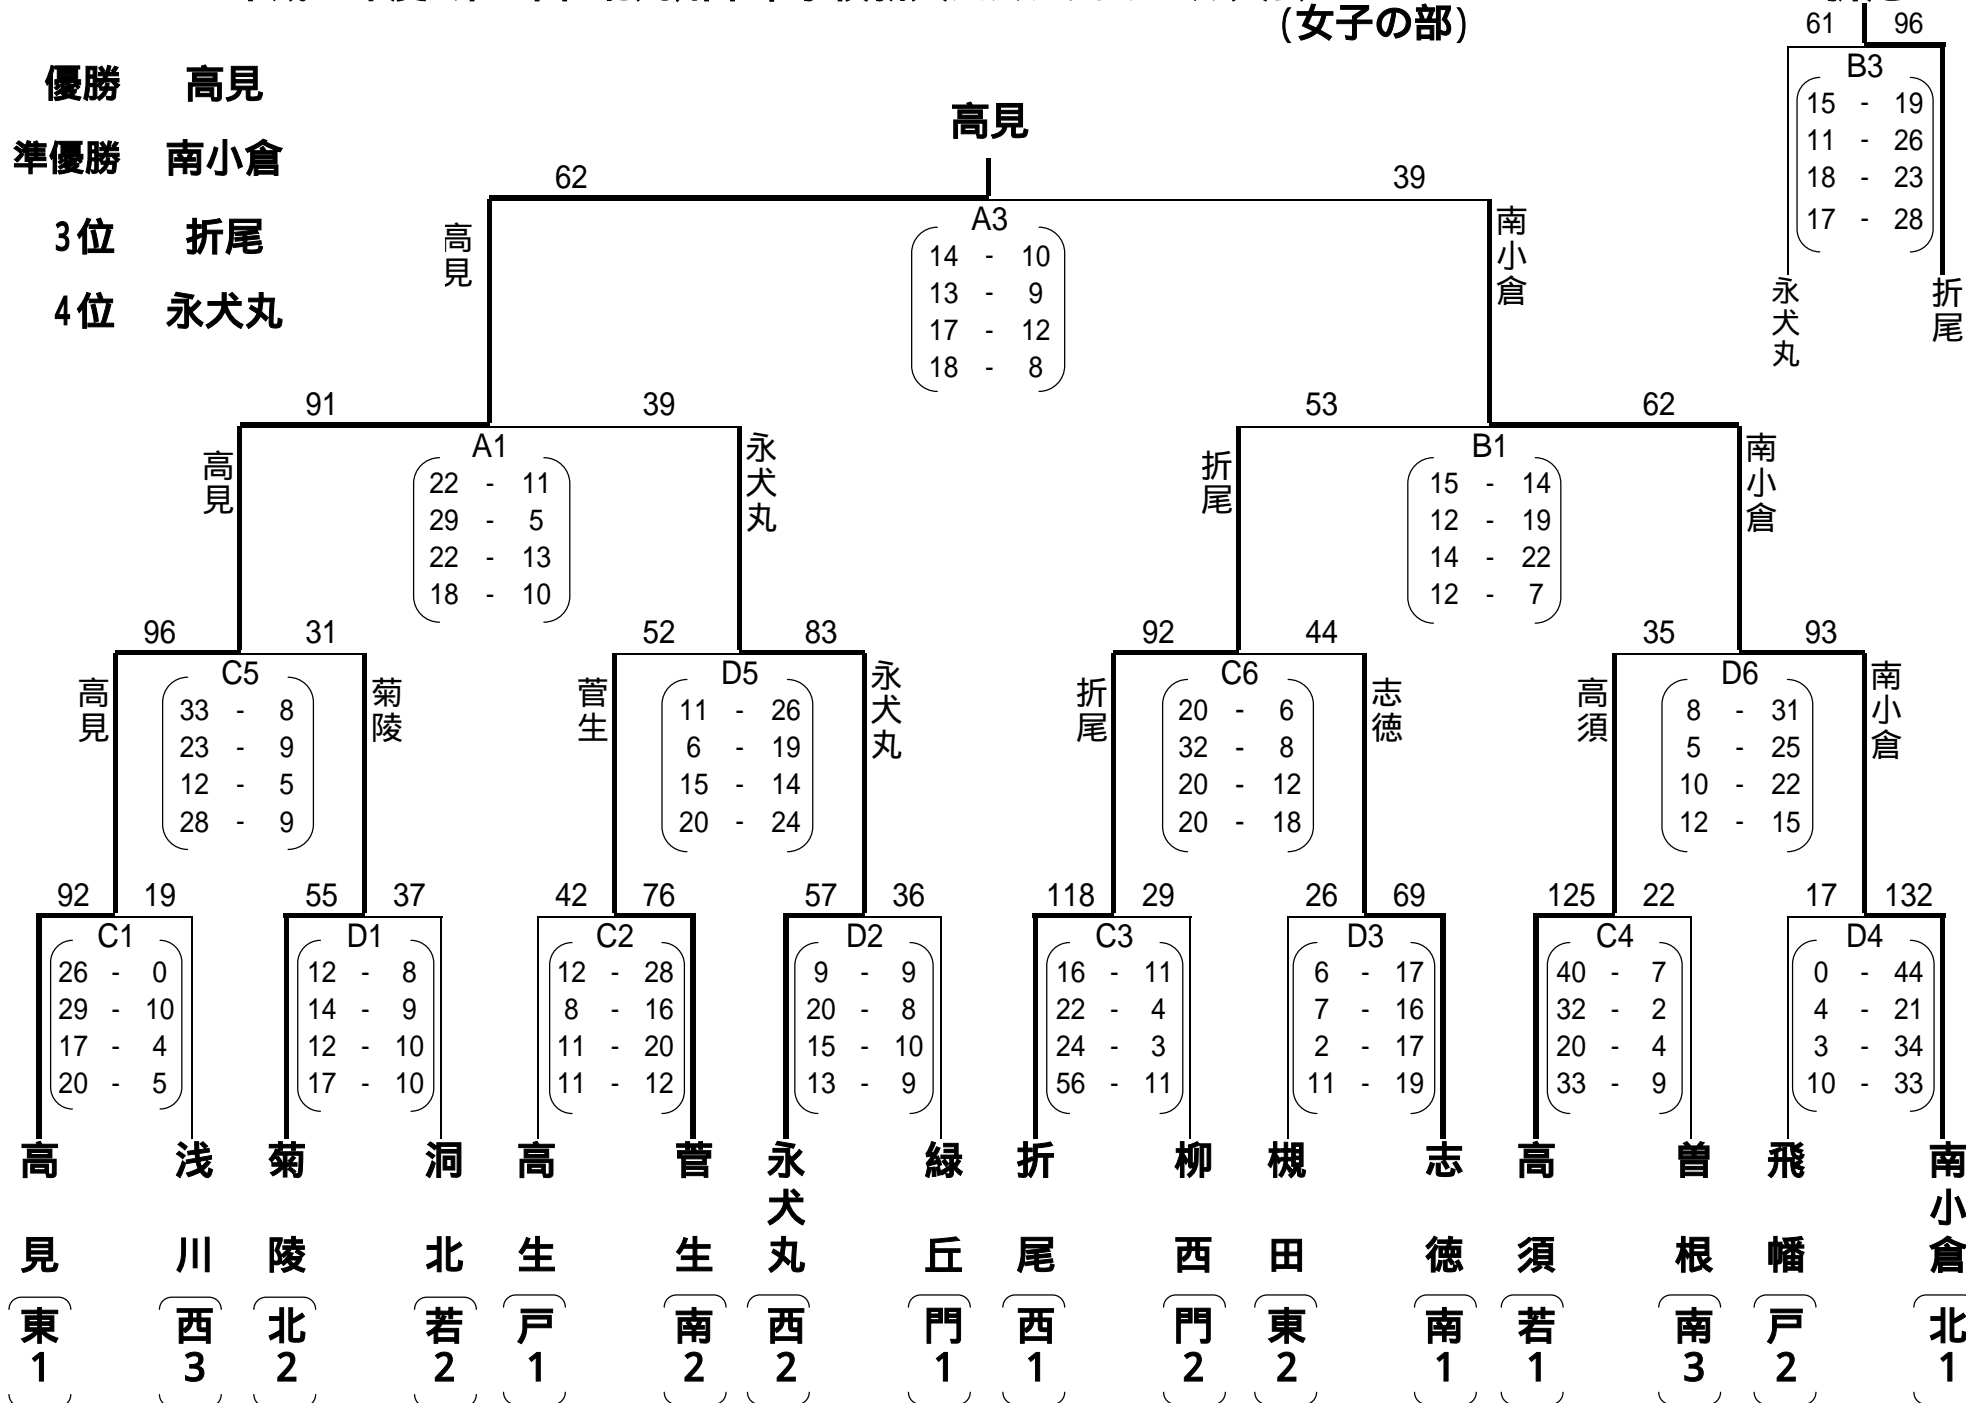 (女子の部)
優勝 高見
準優勝 南小倉
3位 折尾
4位 永犬丸
61 96
B3
15 - 19
11 - 26
18 - 23
17 - 28
永犬丸 折尾
高見
62 39
A3
14 - 10
13 - 9
17 - 12
18 - 8
高見 南小倉
91 39
A1
22 - 11
29 - 5
22 - 13
18 - 10
高見 永犬丸
53 62
B1
15 - 14
12 - 19
14 - 22
12 - 7
折尾 南小倉
96 31
C5
33 - 8
23 - 9
12 - 5
28 - 9
高見 菊陵
52 83
D5
11 - 26
6 - 19
15 - 14
20 - 24
菅生 永犬丸
92 44
C6
20 - 6
32 - 8
20 - 12
20 - 18
折尾 志徳
35 93
D6
8 - 31
5 - 25
10 - 22
12 - 15
高須 南小倉
92 19
C1
26 - 0
29 - 10
17 - 4
20 - 5
55 37
D1
12 - 8
14 - 9
12 - 10
17 - 10
42 76
C2
12 - 28
8 - 16
11 - 20
11 - 12
57 36
D2
9 - 9
20 - 8
15 - 10
13 - 9
118 29
C3
16 - 11
22 - 4
24 - 3
56 - 11
26 69
D3
6 - 17
7 - 16
2 - 17
11 - 19
125 22
C4
40 - 7
32 - 2
20 - 4
33 - 9
17 132
D4
0 - 44
4 - 21
3 - 34
10 - 33
高見 浅川 菊陵 洞北 高生 菅生 永犬丸 緑丘 折尾 柳西 槻田 志徳 高須 曽根 飛幡 南小倉
東1 西3 北2 若2 戸1 南2 西2 門1 西1 門2 東2 南1 若1 南3 戸2 北1